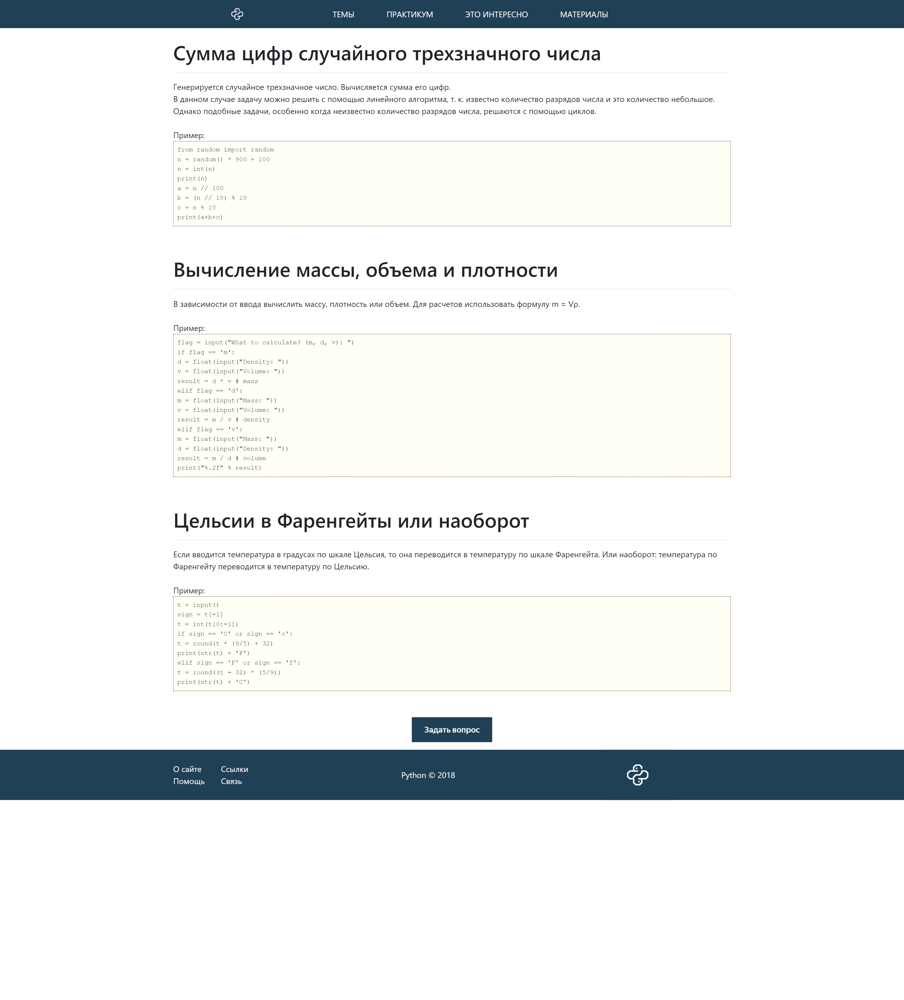 ТЕМЫ ПРАКТИКУМ ЭТО ИНТЕРЕСНО МАТЕРИАЛЫ
Сумма цифр случайного трехзначного числа
Генерируется случайное трехзначное число. Вычисляется сумма его цифр.
В данном случае задачу можно решить с помощью линейного алгоритма, т. к. известно количество разрядов числа и это количество небольшое.
Однако подобные задачи, особенно когда неизвестно количество разрядов числа, решаются с помощью циклов.
Пример:
from random import random
n = random() * 900 + 100
n = int(n)
print(n)
a = n // 100
b = (n // 10) % 10
c = n % 10
print(a+b+c)
Вычисление массы, объема и плотности
В зависимости от ввода вычислить массу, плотность или объем. Для расчетов использовать формулу m = Vρ.
Пример:
flag = input("What to calculate? (m, d, v): ")
if flag == 'm':
d = float(input("Density: "))
v = float(input("Volume: "))
result = d * v # mass
elif flag == 'd':
m = float(input("Mass: "))
v = float(input("Volume: "))
result = m / v # density
elif flag == 'v':
m = float(input("Mass: "))
d = float(input("Density: "))
result = m / d # volume
print("%.2f" % result)
Цельсии в Фаренгейты или наоборот
Если вводится температура в градусах по шкале Цельсия, то она переводится в температуру по шкале Фаренгейта. Или наоборот: температура по
Фаренгейту переводится в температуру по Цельсию.
Пример:
t = input()
sign = t[-1]
t = int(t[0:-1])
if sign == 'C' or sign == 'c':
t = round(t * (9/5) + 32)
print(str(t) + 'F')
elif sign == 'F' or sign == 'f':
t = round((t - 32) * (5/9))
print(str(t) + 'C')
Задать вопрос
О сайте Ссылки
Помощь Связь
Python © 2018